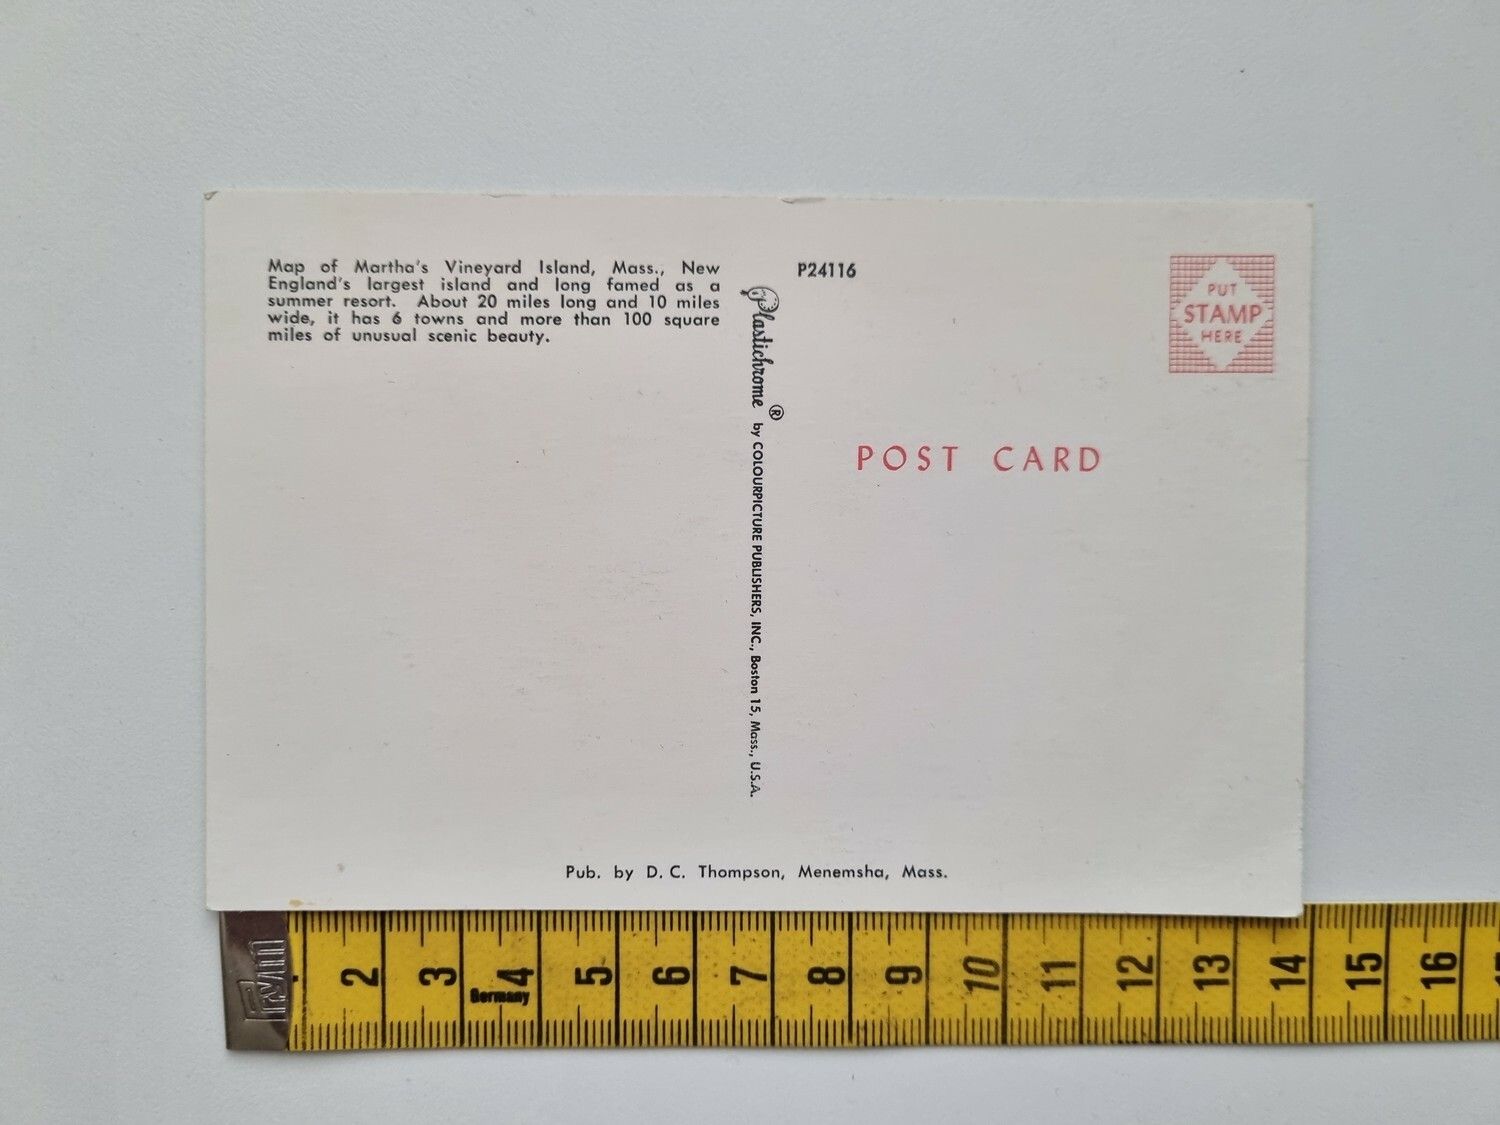 Map of Martha's Vineyard Island, Mass., New
England's largest island and long famed as a
summer resort. About 20 miles long and 10 miles
wide, it has 6 towns and more than 100 square
miles of unusual scenic beauty.
P24116
PUT
STAMP
HERE
Plastichrome® by COLOURPICTURE PUBLISHERS, INC., Boston 15, Mass., U.S.A.
POST CARD
Pub. by D. C. Thompson, Menemsha, Mass.
Prym 2 3 4 5 6 7 8 9 10 11 12 13 14 15 16
Germany